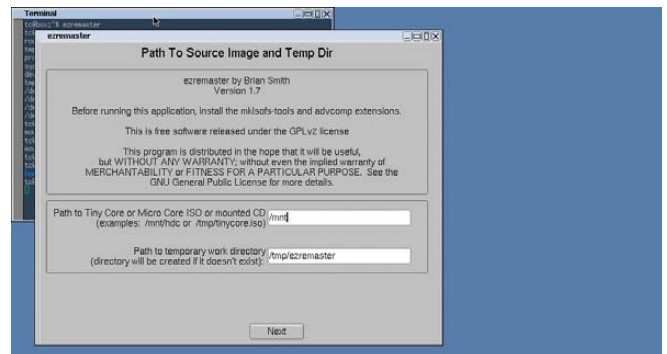 Terminal
tc@box:~$ ezremaster
ezremaster
Path To Source Image and Temp Dir
ezremaster by Brian Smith
Version 1.7
Before running this application, install the mkisofs-tools and advcomp extensions.
This is free software released under the GPLv2 license
This program is distributed in the hope that it will be useful,
but WITHOUT ANY WARRANTY; without even the implied warranty of
MERCHANTABILITY or FITNESS FOR A PARTICULAR PURPOSE. See the
GNU General Public License for more details.
Path to Tiny Core or Micro Core ISO or mounted CD
(examples: /mnt/hdc or /tmp/tinycore.iso)
/mnt
Path to temporary work directory
(directory will be created if it doesn't exist):
/tmp/ezremaster
Next